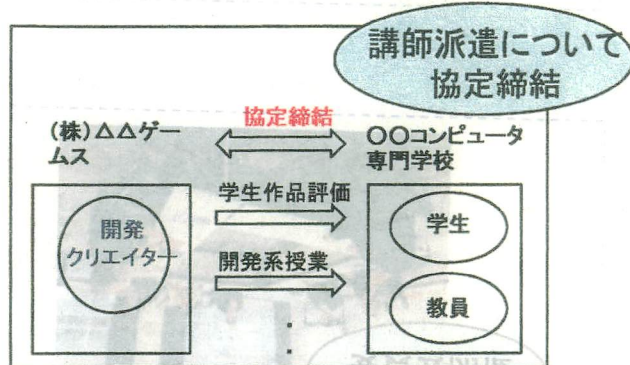 講師派遣について
協定締結
協定締結
(株)△△ゲー
ムス
〇〇コンピュータ
専門学校
学生作品評価
開発
クリエイター
学生
開発系授業
教員